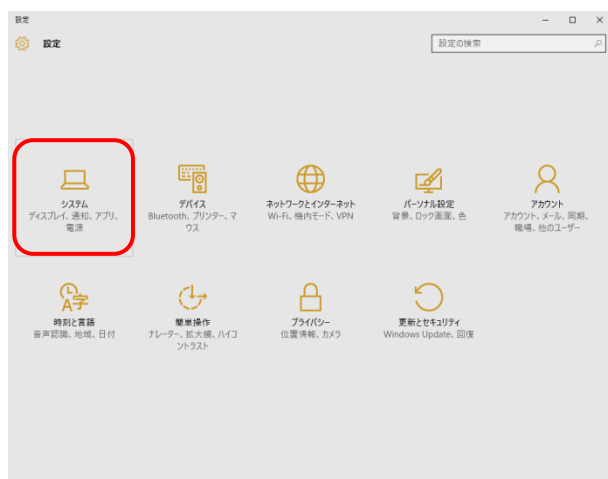 設定
設定
設定の検索
システム
ディスプレイ、通知、アプリ、
電源
デバイス
Bluetooth、プリンター、マ
ウス
ネットワークとインターネット
Wi-Fi、機内モード、VPN
パーソナル設定
背景、ロック画面、色
アカウント
アカウント、メール、同期、
職場、他のユーザー
A字
時刻と言語
音声認識、地域、日付
簡単操作
ナレーター、拡大鏡、ハイコ
ントラスト
プライバシー
位置情報、カメラ
更新とセキュリティ
Windows Update、回復